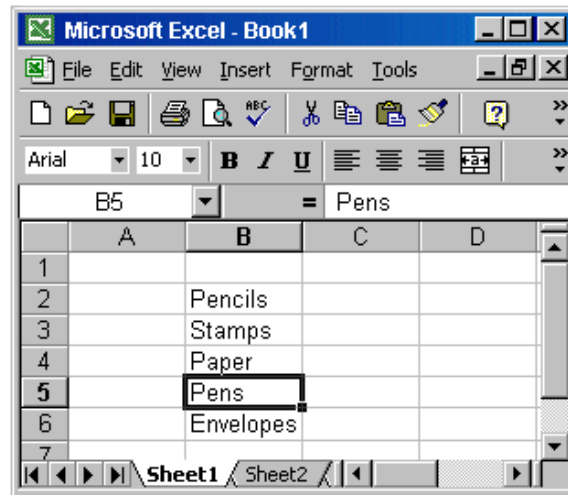 Microsoft Excel - Book1
File Edit View Insert Format Tools
ABC
Arial 10 B I U a
B5 = Pens
A B C D
1
2 Pencils
3 Stamps
4 Paper
5 Pens
6 Envelopes
7
Sheet1 Sheet2